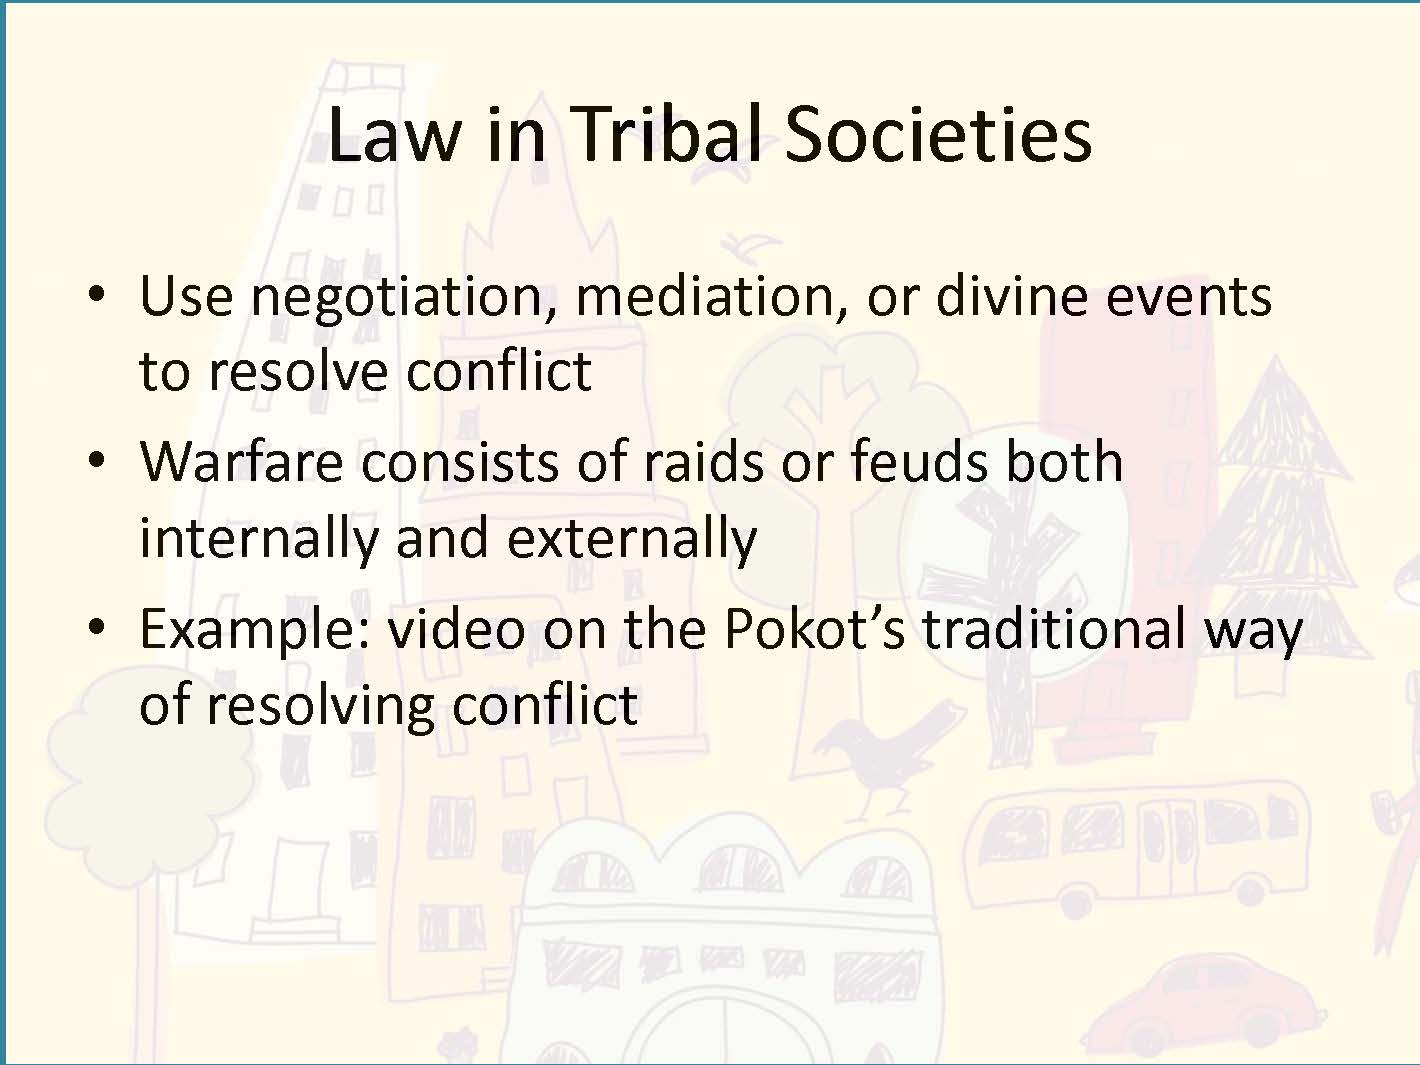 Law in Tribal Societies
• Use negotiation, mediation, or divine events
to resolve conflict
• Warfare consists of raids or feuds both
internally and externally
• Example: video on the Pokot’s traditional way
of resolving conflict